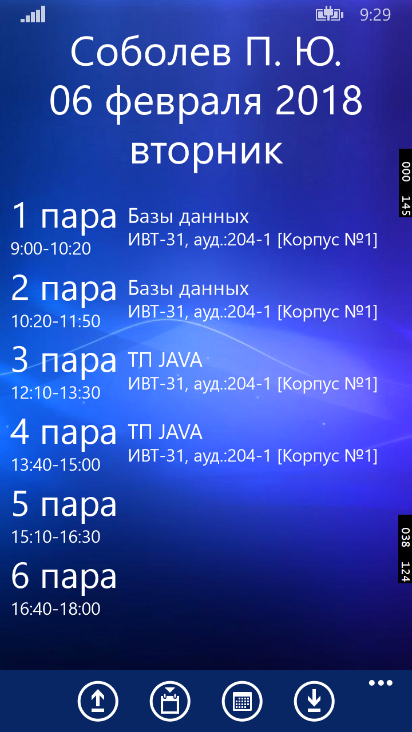 9:29
Соболев П. Ю.
06 февраля 2018
вторник
1 пара
Базы данных
9:00-10:20
ИВТ-31, ауд.:204-1 [Корпус №1]
2 пара
Базы данных
10:20-11:50
ИВТ-31, ауд.:204-1 [Корпус №1]
3 пара
ТП JAVA
12:10-13:30
ИВТ-31, ауд.:204-1 [Корпус №1]
4 пара
ТП JAVA
13:40-15:00
ИВТ-31, ауд.:204-1 [Корпус №1]
5 пара
15:10-16:30
6 пара
16:40-18:00
000 145
038 124